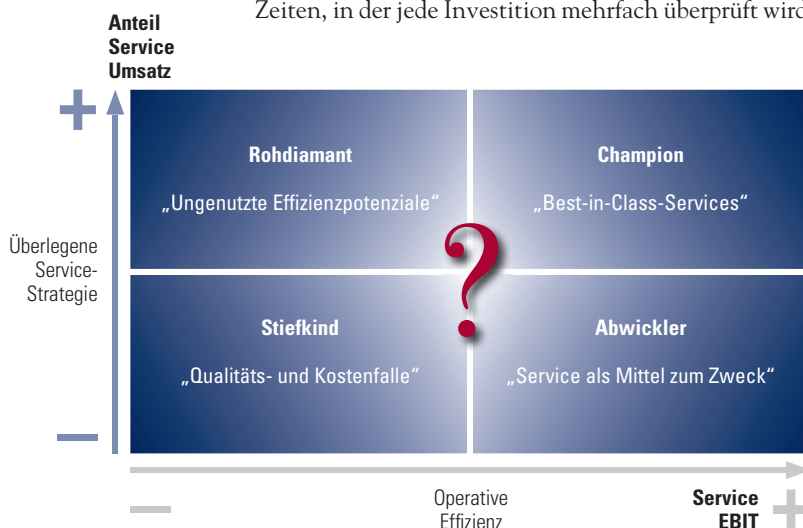 Zeiten, in der jede Investition mehrfach überprüft wird
Anteil
Service
Umsatz
+
Rohdiamant
„Ungenutzte Effizienzpotenziale“
Champion
„Best-in-Class-Services“
Überlegene
Service-
Strategie
?
Stiefkind
„Qualitäts- und Kostenfalle“
Abwickler
„Service als Mittel zum Zweck“
–
–
Operative
Effizienz
Service
EBIT
+